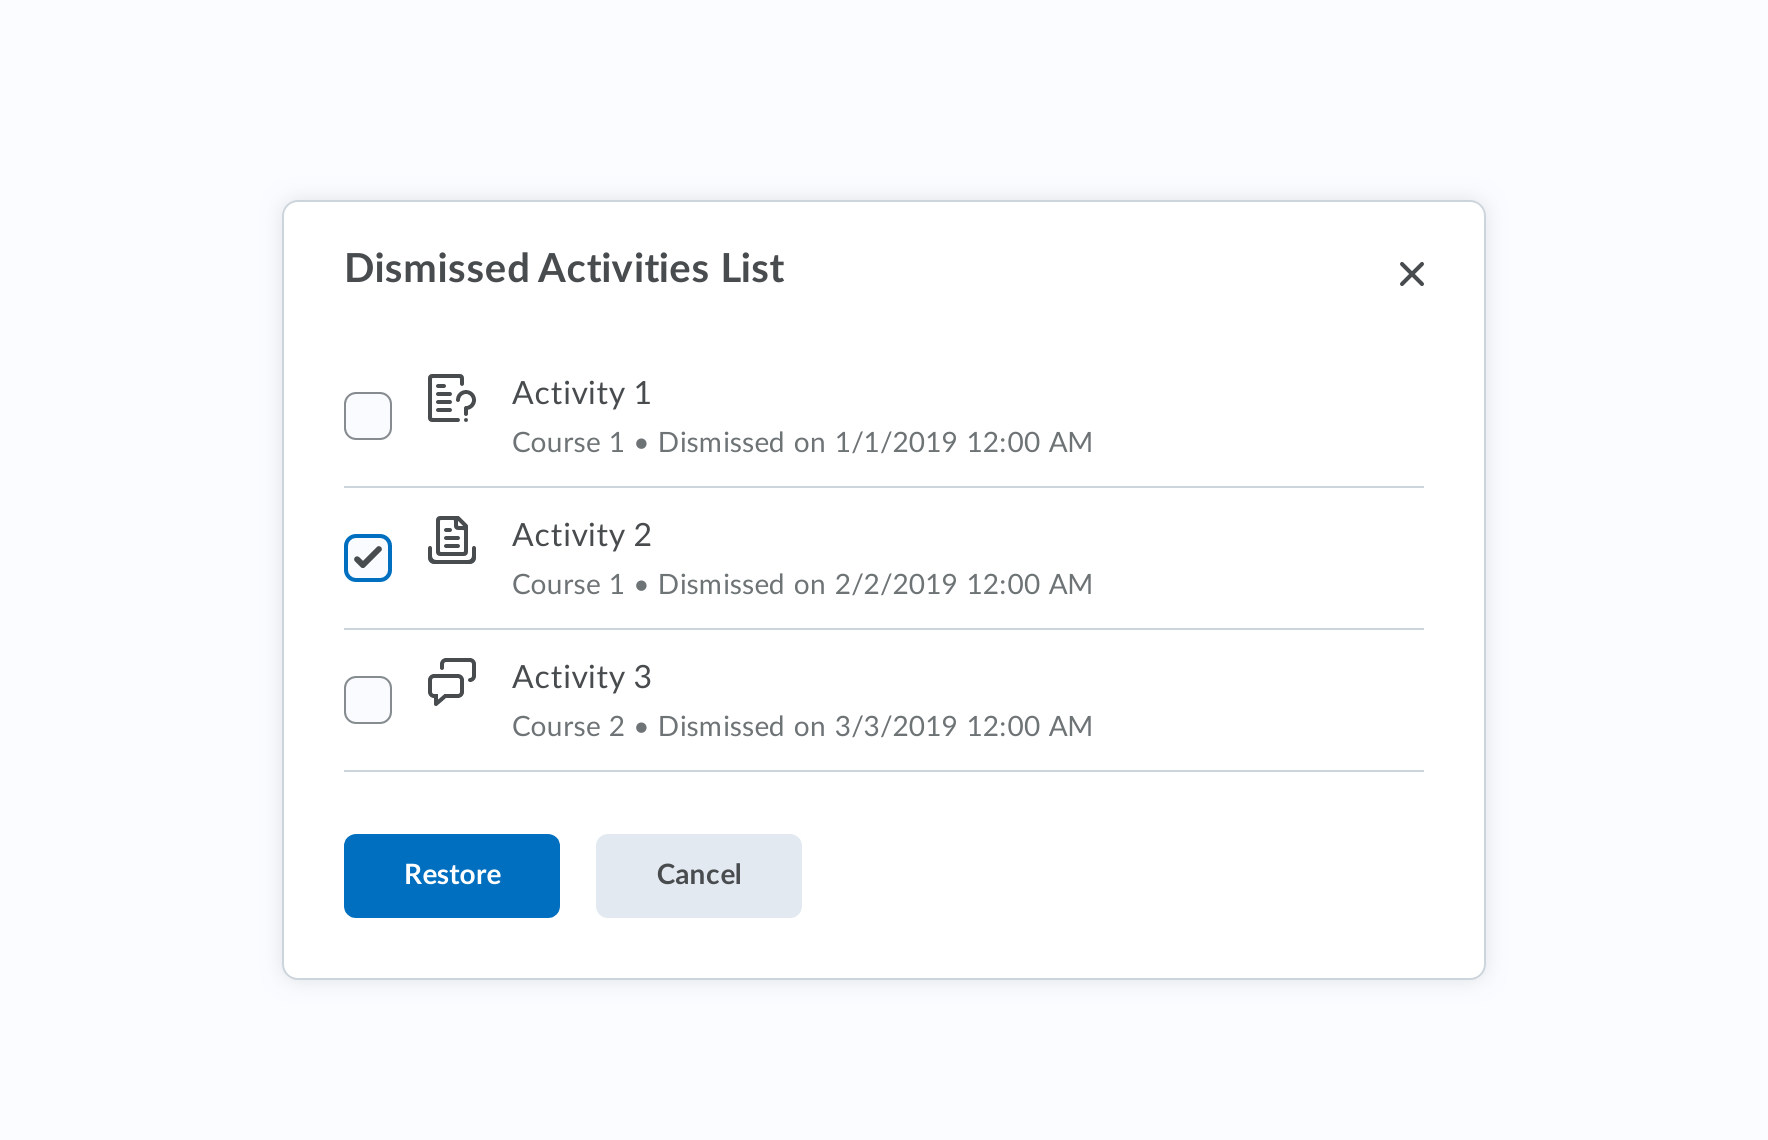 Dismissed Activities List
Activity 1
Course 1 • Dismissed on 1/1/2019 12:00 AM
Activity 2
Course 1 • Dismissed on 2/2/2019 12:00 AM
Activity 3
Course 2 • Dismissed on 3/3/2019 12:00 AM
Restore Cancel